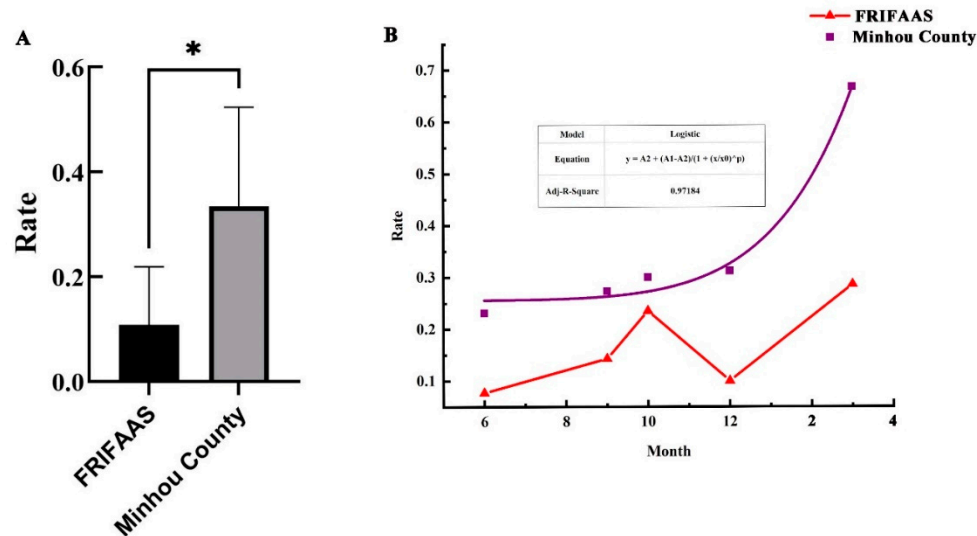 A
*
Rate
0.6
0.4
0.2
0.0
FRIFAAS
Minhou County
B
FRIFAAS
Minhou County
Rate
0.7
0.6
0.5
0.4
0.3
0.2
0.1
Model Logistic
Equation y = A2 + (A1-A2)/(1 + (x/x0)^p)
Adj-R-Square 0.97184
6 8 10 12 2 4
Month